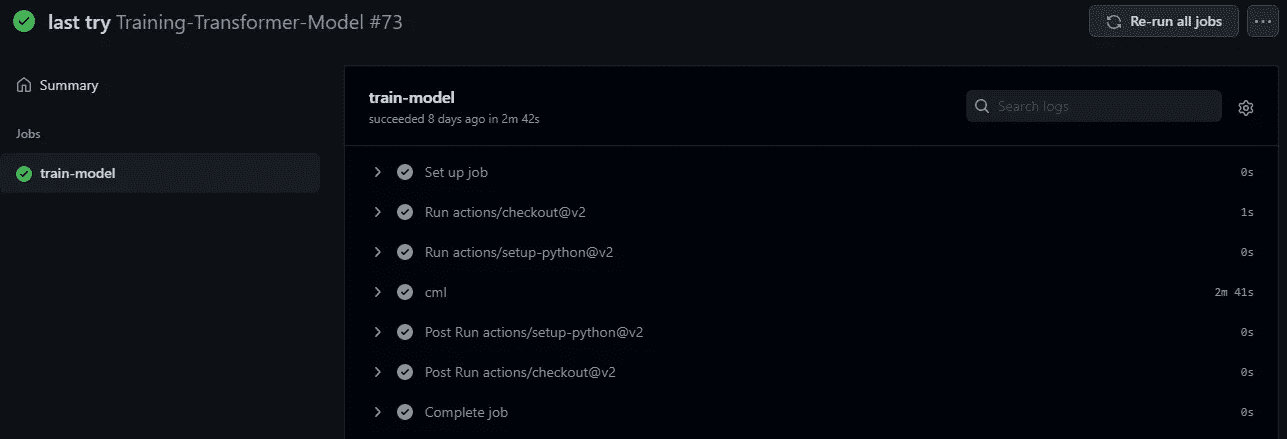 last try Training-Transformer-Model #73
Re-run all jobs
Summary
Jobs
train-model
train-model
succeeded 8 days ago in 2m 42s
Search logs
Set up job 0s
Run actions/checkout@v2 1s
Run actions/setup-python@v2 0s
cml 2m 41s
Post Run actions/setup-python@v2 0s
Post Run actions/checkout@v2 0s
Complete job 0s